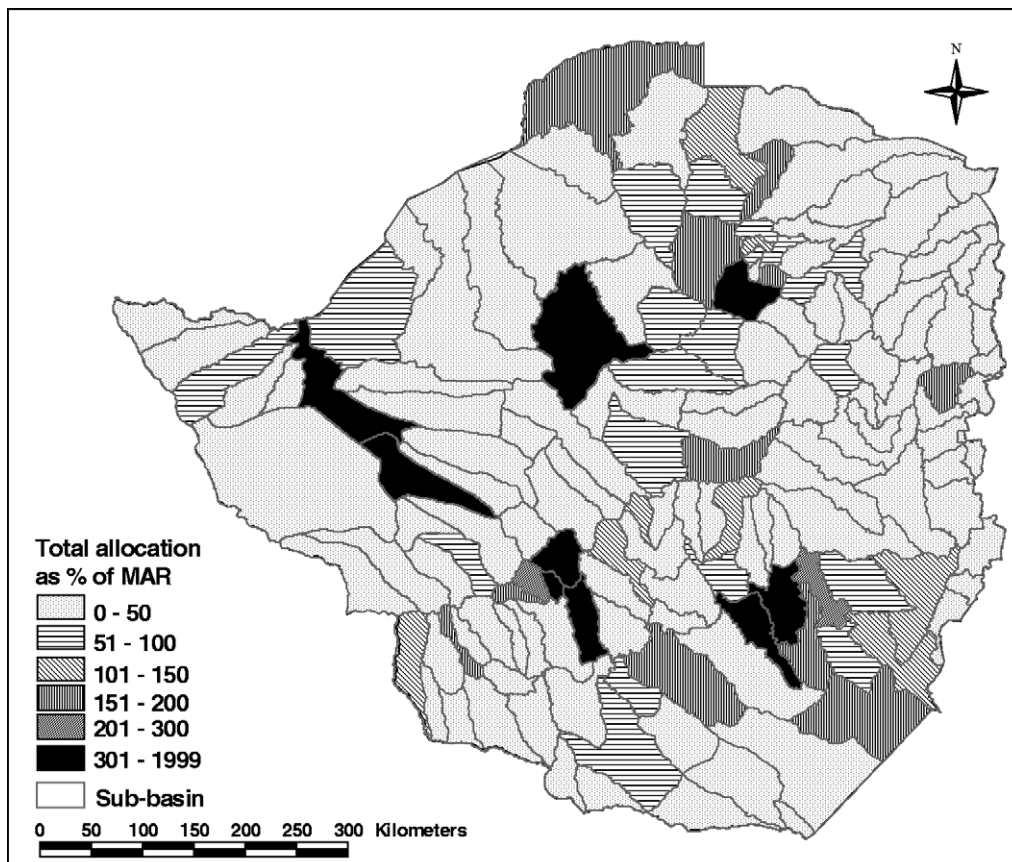 N
Total allocation
as % of MAR
0 - 50
51 - 100
101 - 150
151 - 200
201 - 300
301 - 1999
Sub-basin
0 50 100 150 200 250 300 Kilometers